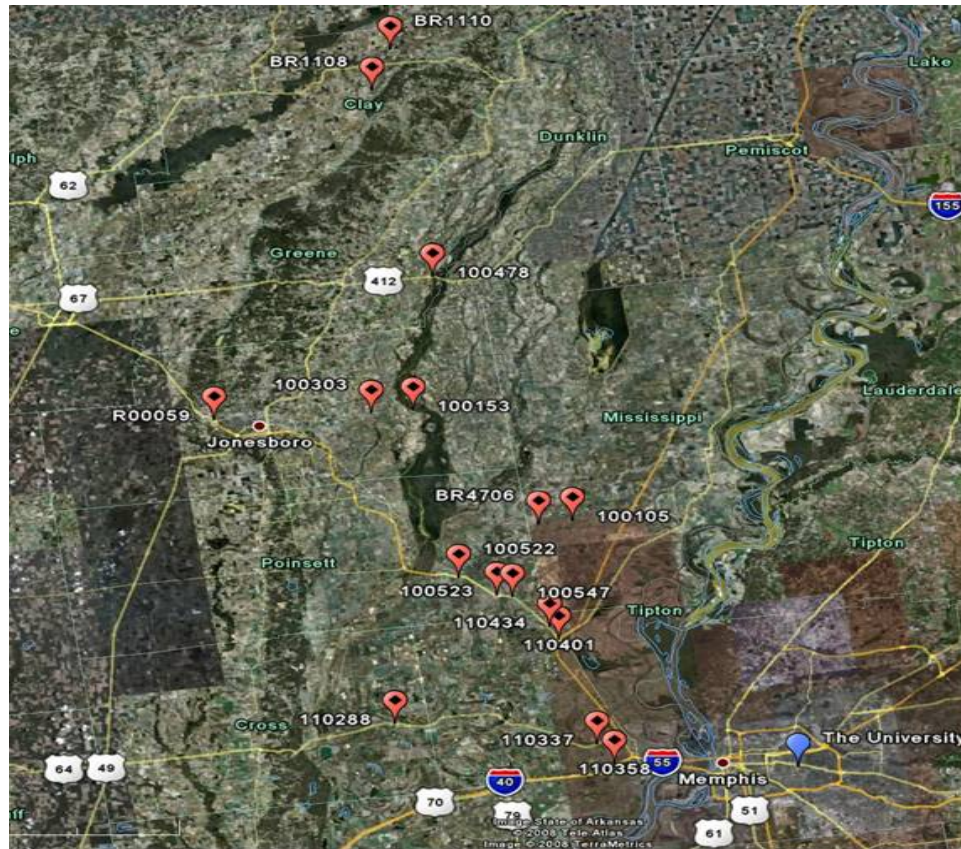 BR1110
BR1108
Lake
Clay
Dunklin
Pemiscot
lph
62
155
Greene
100478
412
67
e
100303
Lauderdale
R00059
100153
Mississippi
Jonesboro
BR4706
100105
100522
Tipton
Poinsett
100523
100547
Tipton
110434
110401
110288
Cross
110337
The University
110358
64
49
55
Memphis
40
70
79
51
ff
61
Image State of Arkansas
© 2008 Tele Atlas
Image © 2008 TerraMetrics